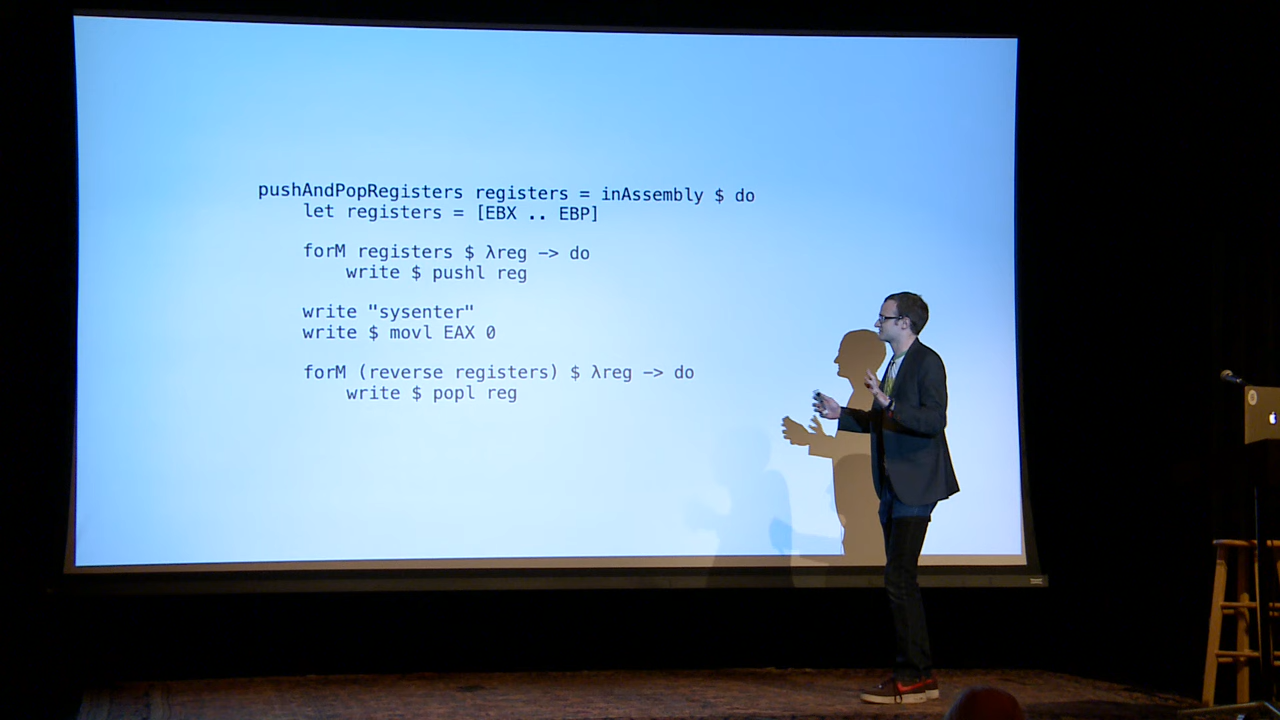 pushAndPopRegisters registers = inAssembly $ do
    let registers = [EBX .. EBP]
    forM registers $ λreg -> do
        write $ pushl reg
    write "sysenter"
    write $ movl EAX 0
    forM (reverse registers) $ λreg -> do
        write $ popl reg